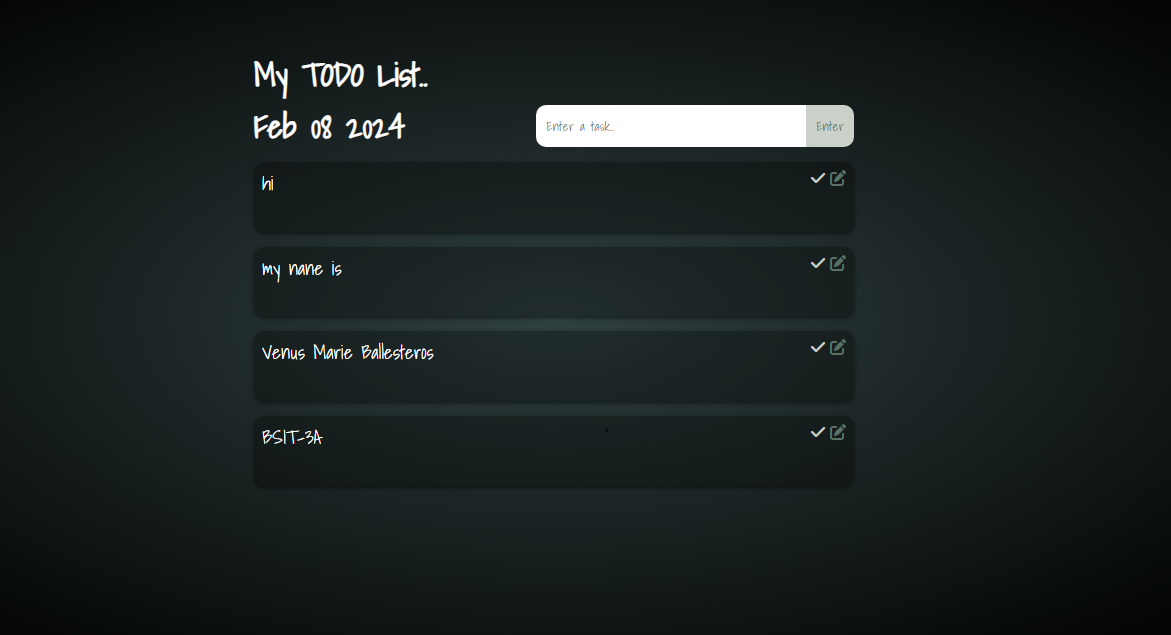 My TODO List..
Feb 08 2024
Enter a task..
Enter
hi
my nane is
Venus Marie Ballesteros
BSIT-3A